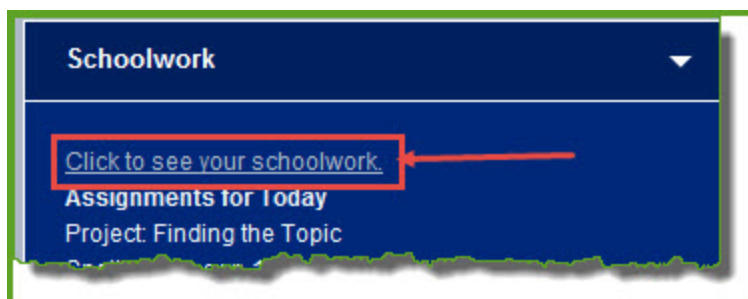 Schoolwork
Click to see your schoolwork.
Assignments for Today
Project: Finding the Topic